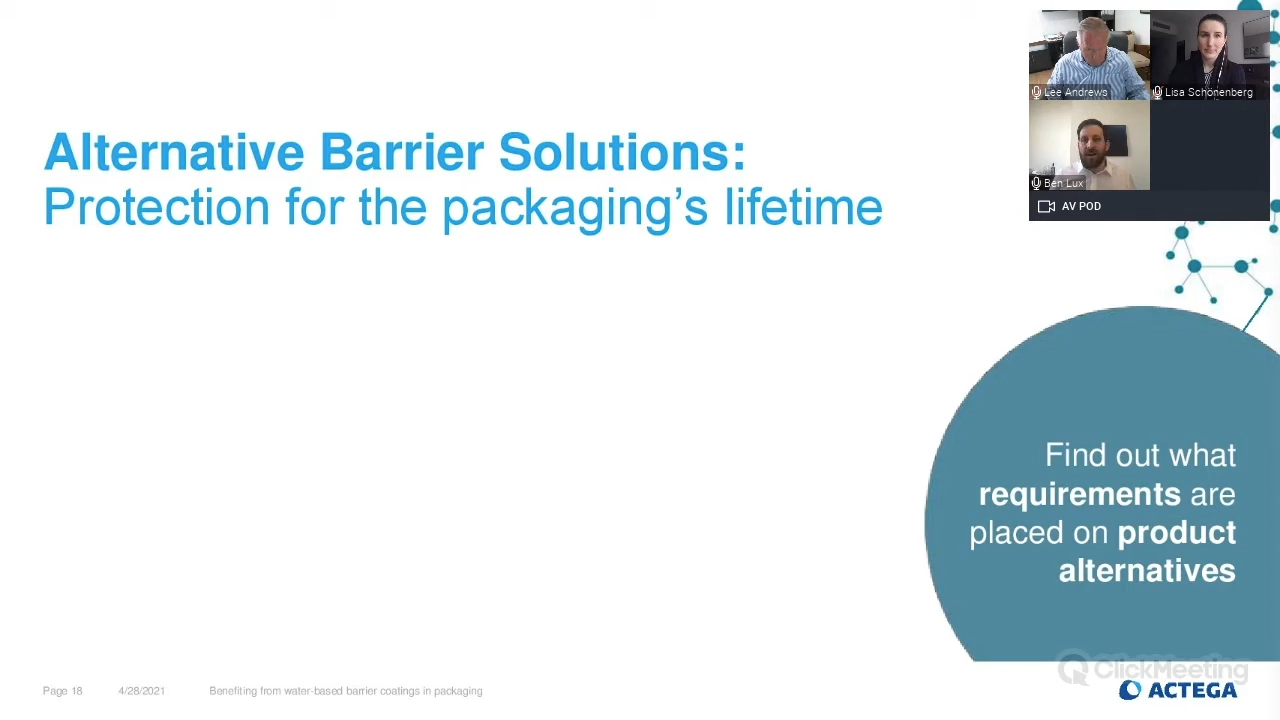 Alternative Barrier Solutions:
Protection for the packaging’s lifetime
Lee Andrews
Lisa Schönenberg
Ben Lux
AV POD
Find out what
requirements are
placed on product
alternatives
ClickMeeting
Page 18 4/28/2021 Benefiting from water-based barrier coatings in packaging
ACTEGA